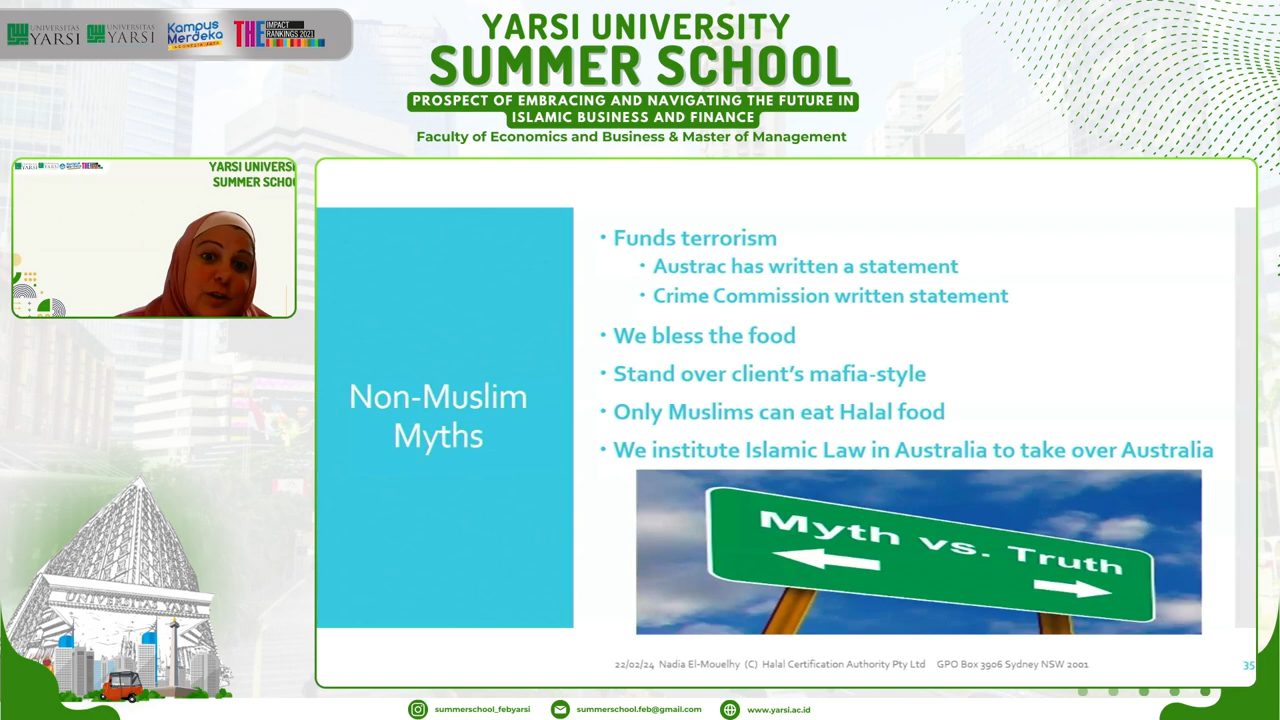 UNIVERSITAS
YARSI
UNIVERSITAS
YARSI
Kampus
Merdeka
INDONESIA JAYA
THE
IMPACT
RANKINGS 2021
YARSI UNIVERSITY
SUMMER SCHOOL
PROSPECT OF EMBRACING AND NAVIGATING THE FUTURE IN
ISLAMIC BUSINESS AND FINANCE
Faculty of Economics and Business & Master of Management
YARSI UNIVERSI
SUMMER SCHO
Non-Muslim
Myths
• Funds terrorism
• Austrac has written a statement
• Crime Commission written statement
• We bless the food
• Stand over client's mafia-style
• Only Muslims can eat Halal food
• We institute Islamic Law in Australia to take over Australia
Myth vs. Truth
22/02/24 Nadia El-Mouelhy (C) Halal Certification Authority Pty Ltd GPO Box 3906 Sydney NSW 2001
35
UNIVERSITAS YARSI
summerschool_febyarsi
summerschool.feb@gmail.com
www.yarsi.ac.id